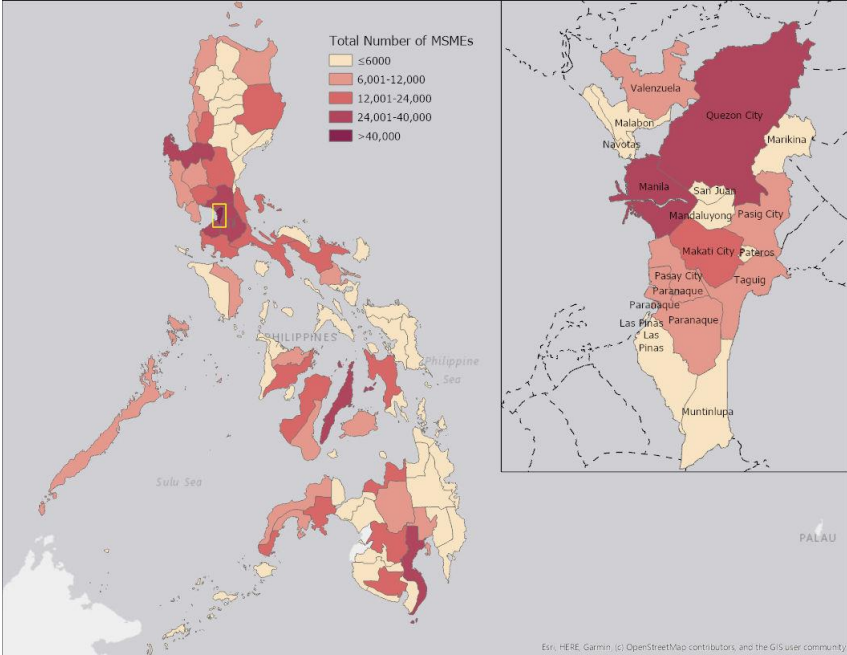 Total Number of MSMEs
≤6000
6,001-12,000
12,001-24,000
24,001-40,000
>40,000
PHILIPPINES
Philippine
Sea
Sulu Sea
PALAU
Valenzuela
Malabon
Navotas
Quezon City
Marikina
Manila
San Juan
Mandaluyong
Pasig City
Makati City
Pateros
Pasay City
Taguig
Paranaque
Paranaque
Las Pinas
Paranaque
Las
Pinas
Muntinlupa
Esri, HERE, Garmin, (c) OpenStreetMap contributors, and the GIS user community